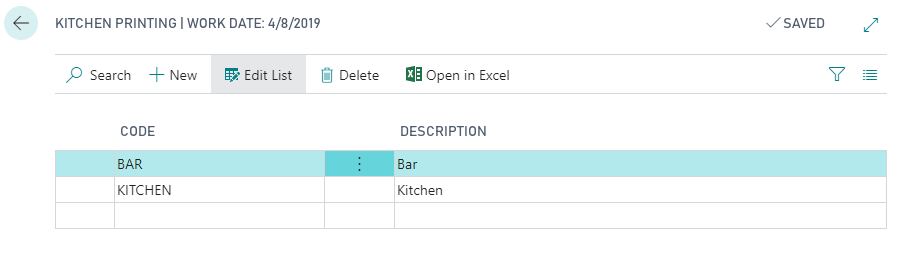 KITCHEN PRINTING | WORK DATE: 4/8/2019 SAVED
Search New Edit List Delete Open in Excel
CODE DESCRIPTION
BAR Bar
KITCHEN Kitchen